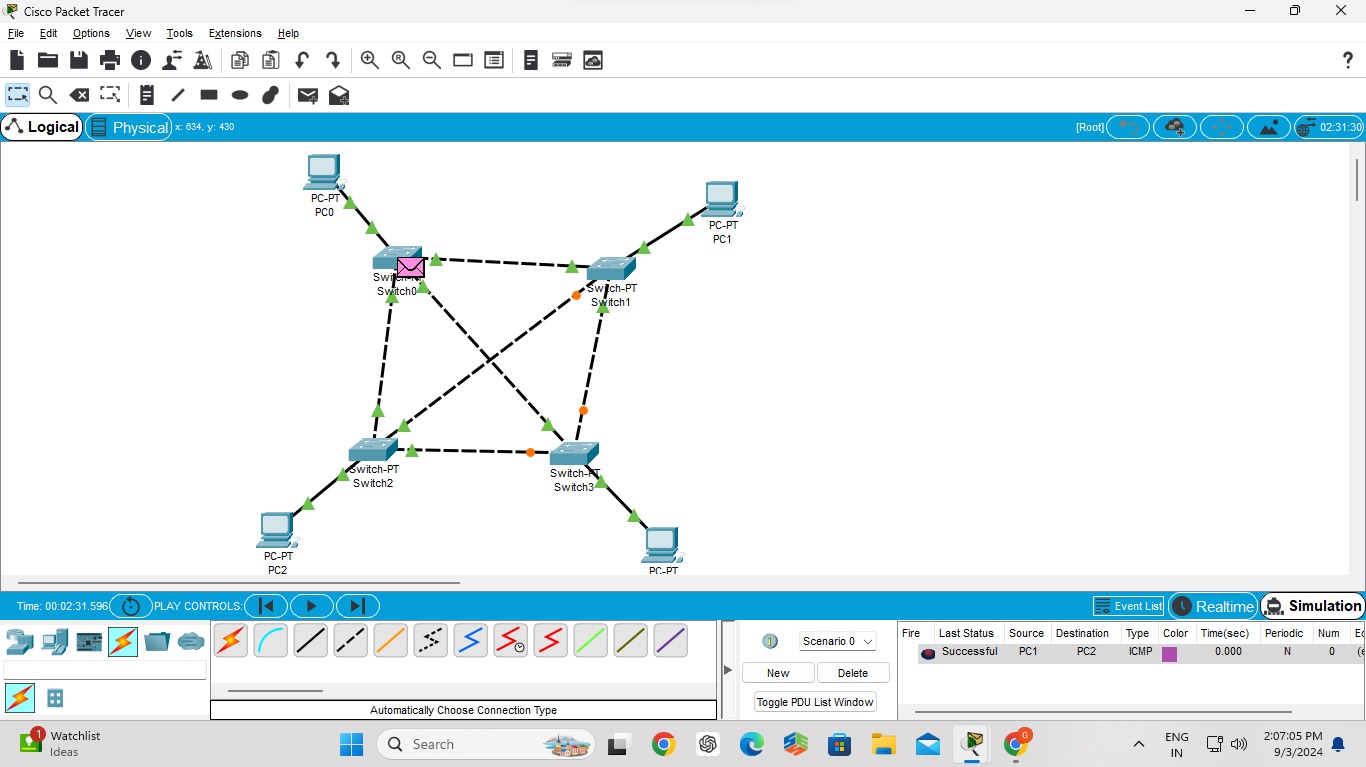 Cisco Packet Tracer
File Edit Options View Tools Extensions Help
?
Logical Physical x: 634, y: 430 [Root] 02:31:30
PC-PT
PC0
PC-PT
PC1
Switch0
Switch-PT
Switch1
Switch-PT
Switch2
Switch-PT
Switch3
PC-PT
PC2
PC-PT
Time: 00:02:31.596 PLAY CONTROLS: Event List Realtime Simulation
Scenario 0
New Delete
Toggle PDU List Window
Fire Last Status Source Destination Type Color Time(sec) Periodic Num Ed
Successful PC1 PC2 ICMP 0.000 N 0 (e
Automatically Choose Connection Type
1 Watchlist
Ideas
Search
G
ENG
IN
2:07:05 PM
9/3/2024